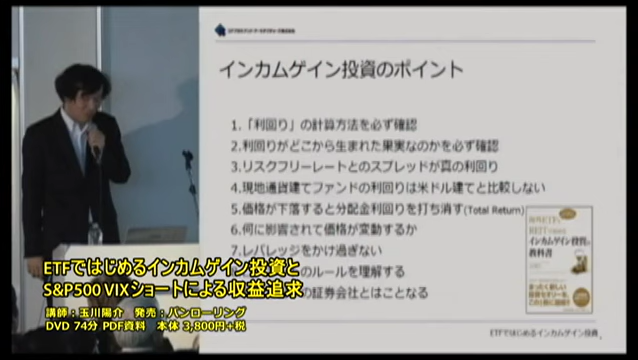 インカムゲイン投資のポイント
1.「利回り」の計算方法を必ず確認
2.利回りがどこから生まれた果実なのかを必ず確認
3.リスクフリーレートとのスプレッドが真の利回り
4.現地通貨建てファンドの利回りは米ドル建てと比較しない
5.価格が下落すると分配金利回りを打ち消す(Total Return)
6.何に影響されて価格が変動するか
7.レバレッジをかけ過ぎない
のルールを理解する
の証券会社とはことなる
インカムゲイン投資の
教科書
ETFではじめるインカムゲイン投資
ETFではじめるインカムゲイン投資と
S&P500 VIXショートによる収益追求
講師:玉川陽介 発売:パンローリング
DVD 74分 PDF資料 本体 3,800円+税